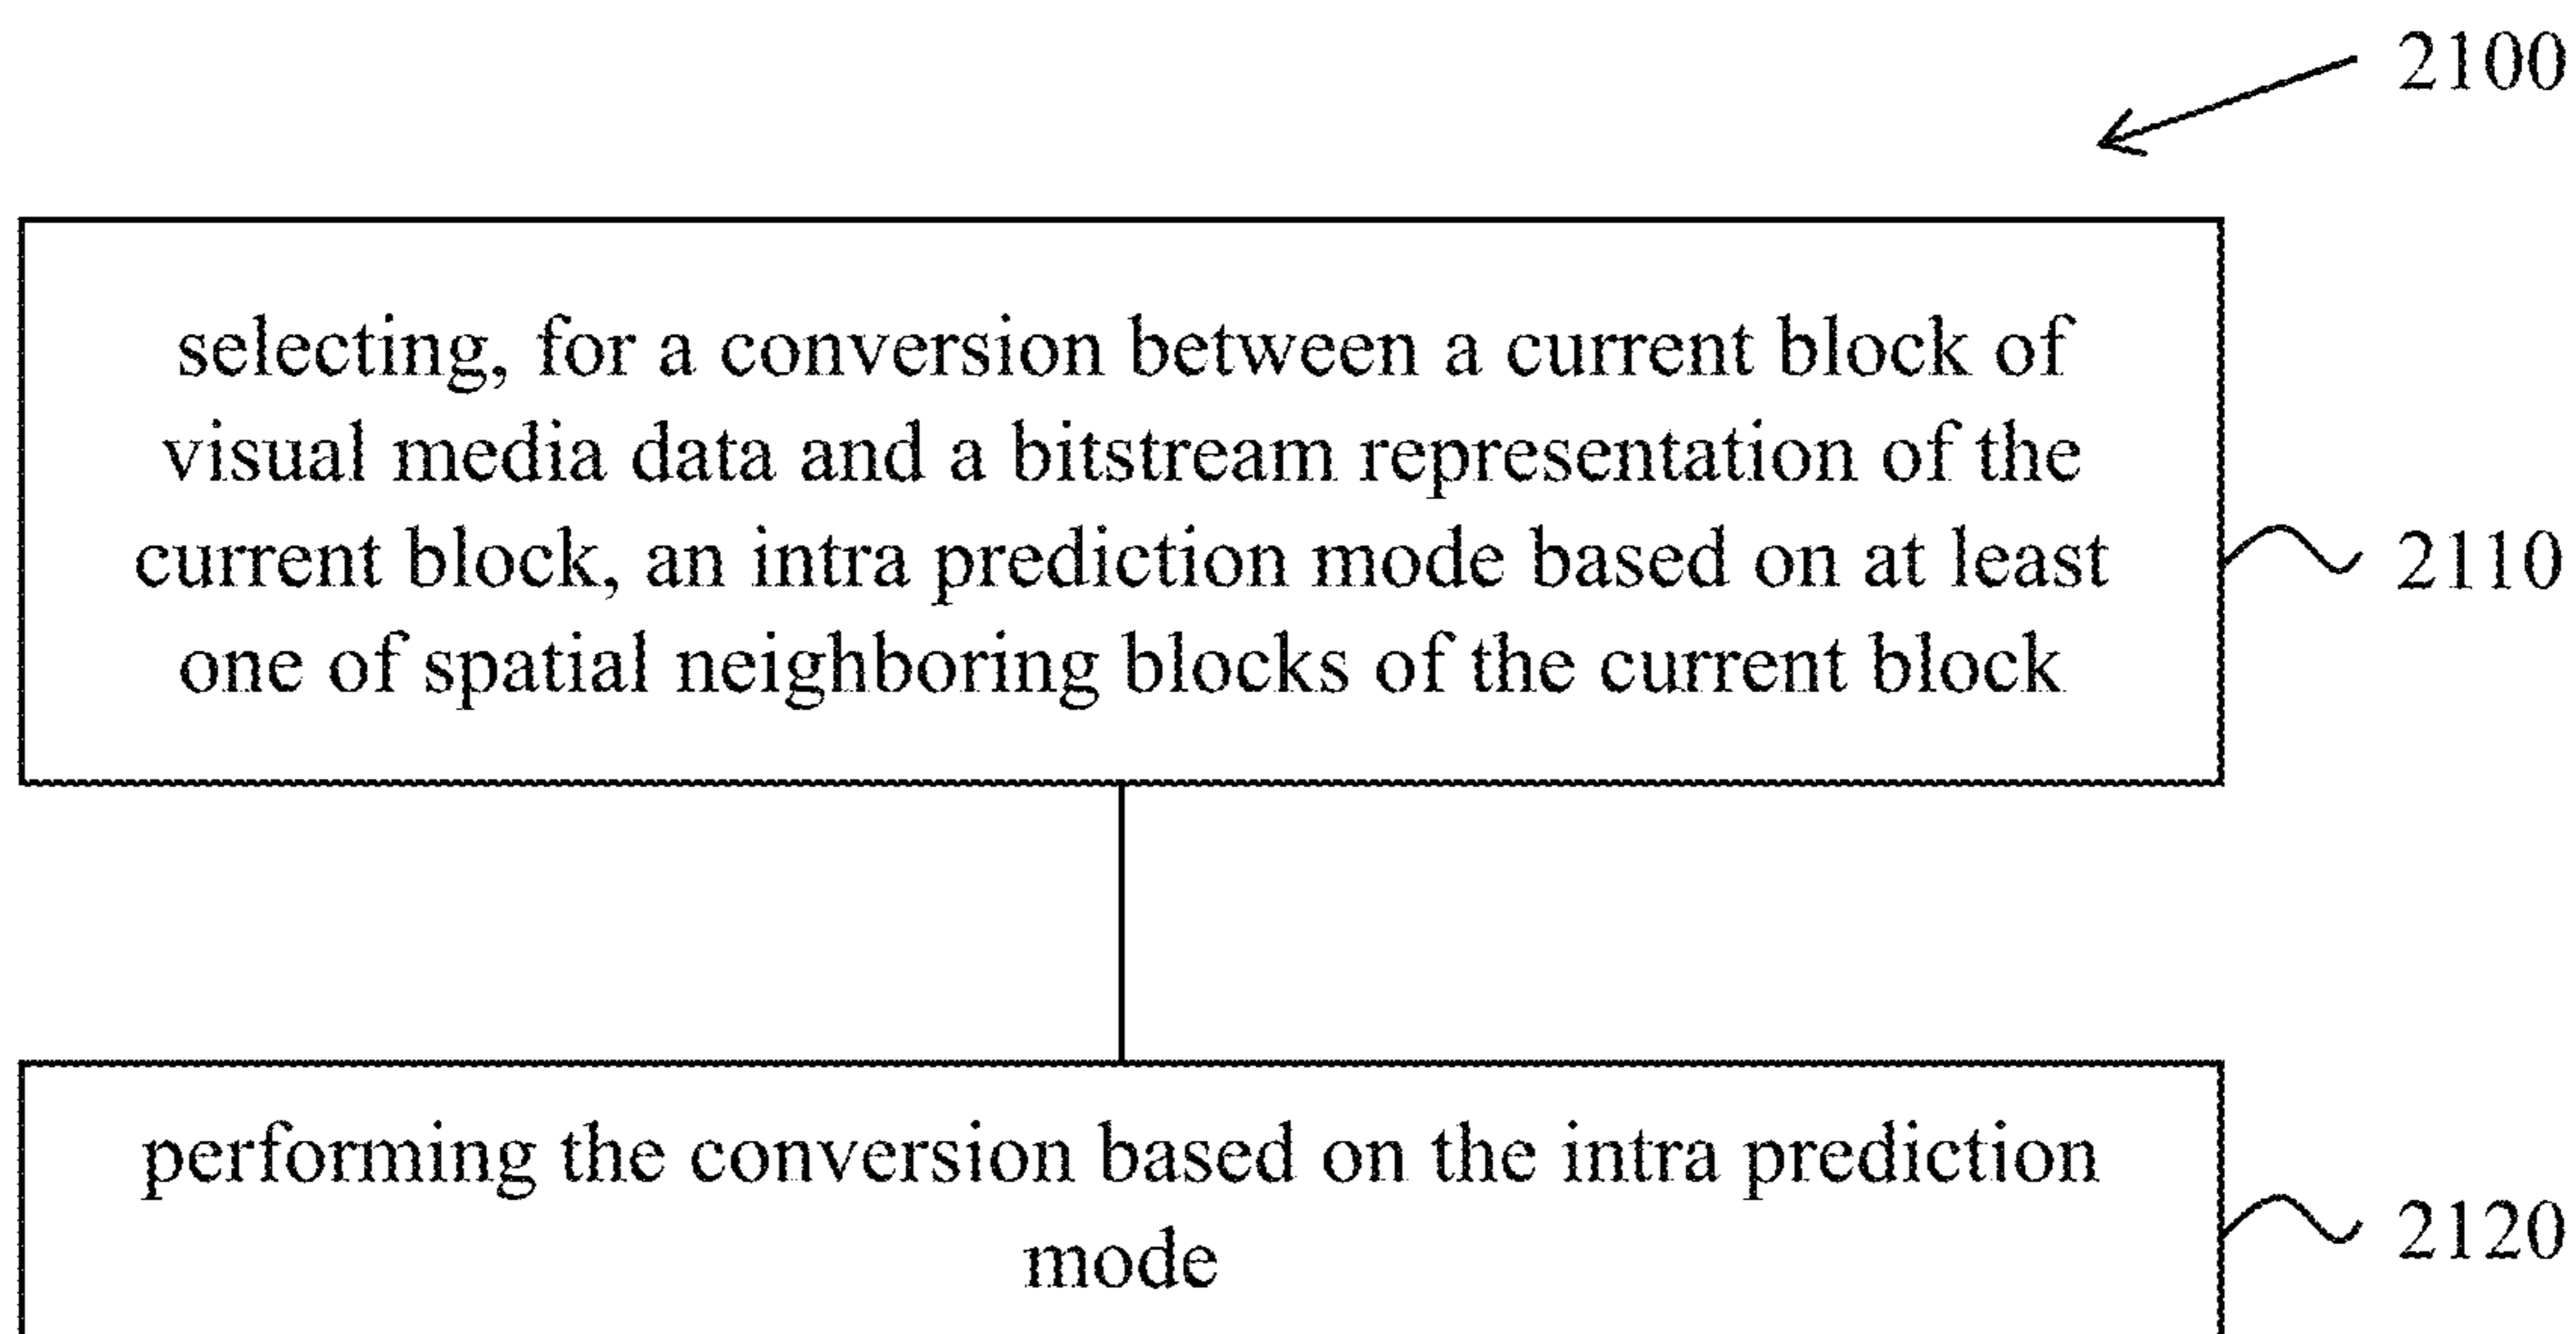 2100
selecting, for a conversion between a current block of
visual media data and a bitstream representation of the
current block, an intra prediction mode based on at least
one of spatial neighboring blocks of the current block
2110
performing the conversion based on the intra prediction
mode
2120